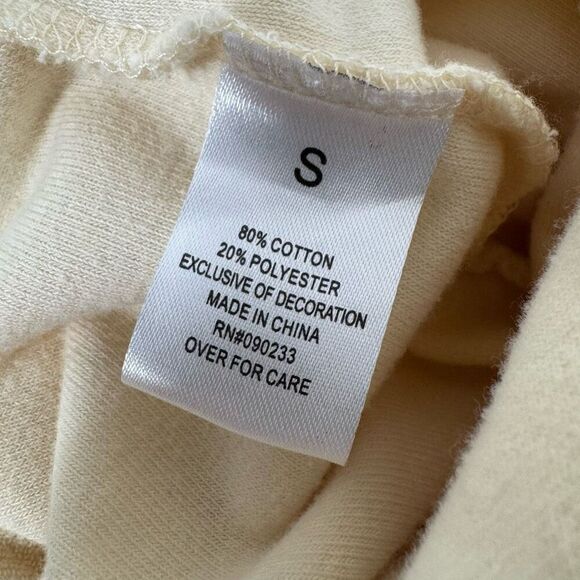 S
80% COTTON
20% POLYESTER
EXCLUSIVE OF DECORATION
MADE IN CHINA
RN#090233
OVER FOR CARE